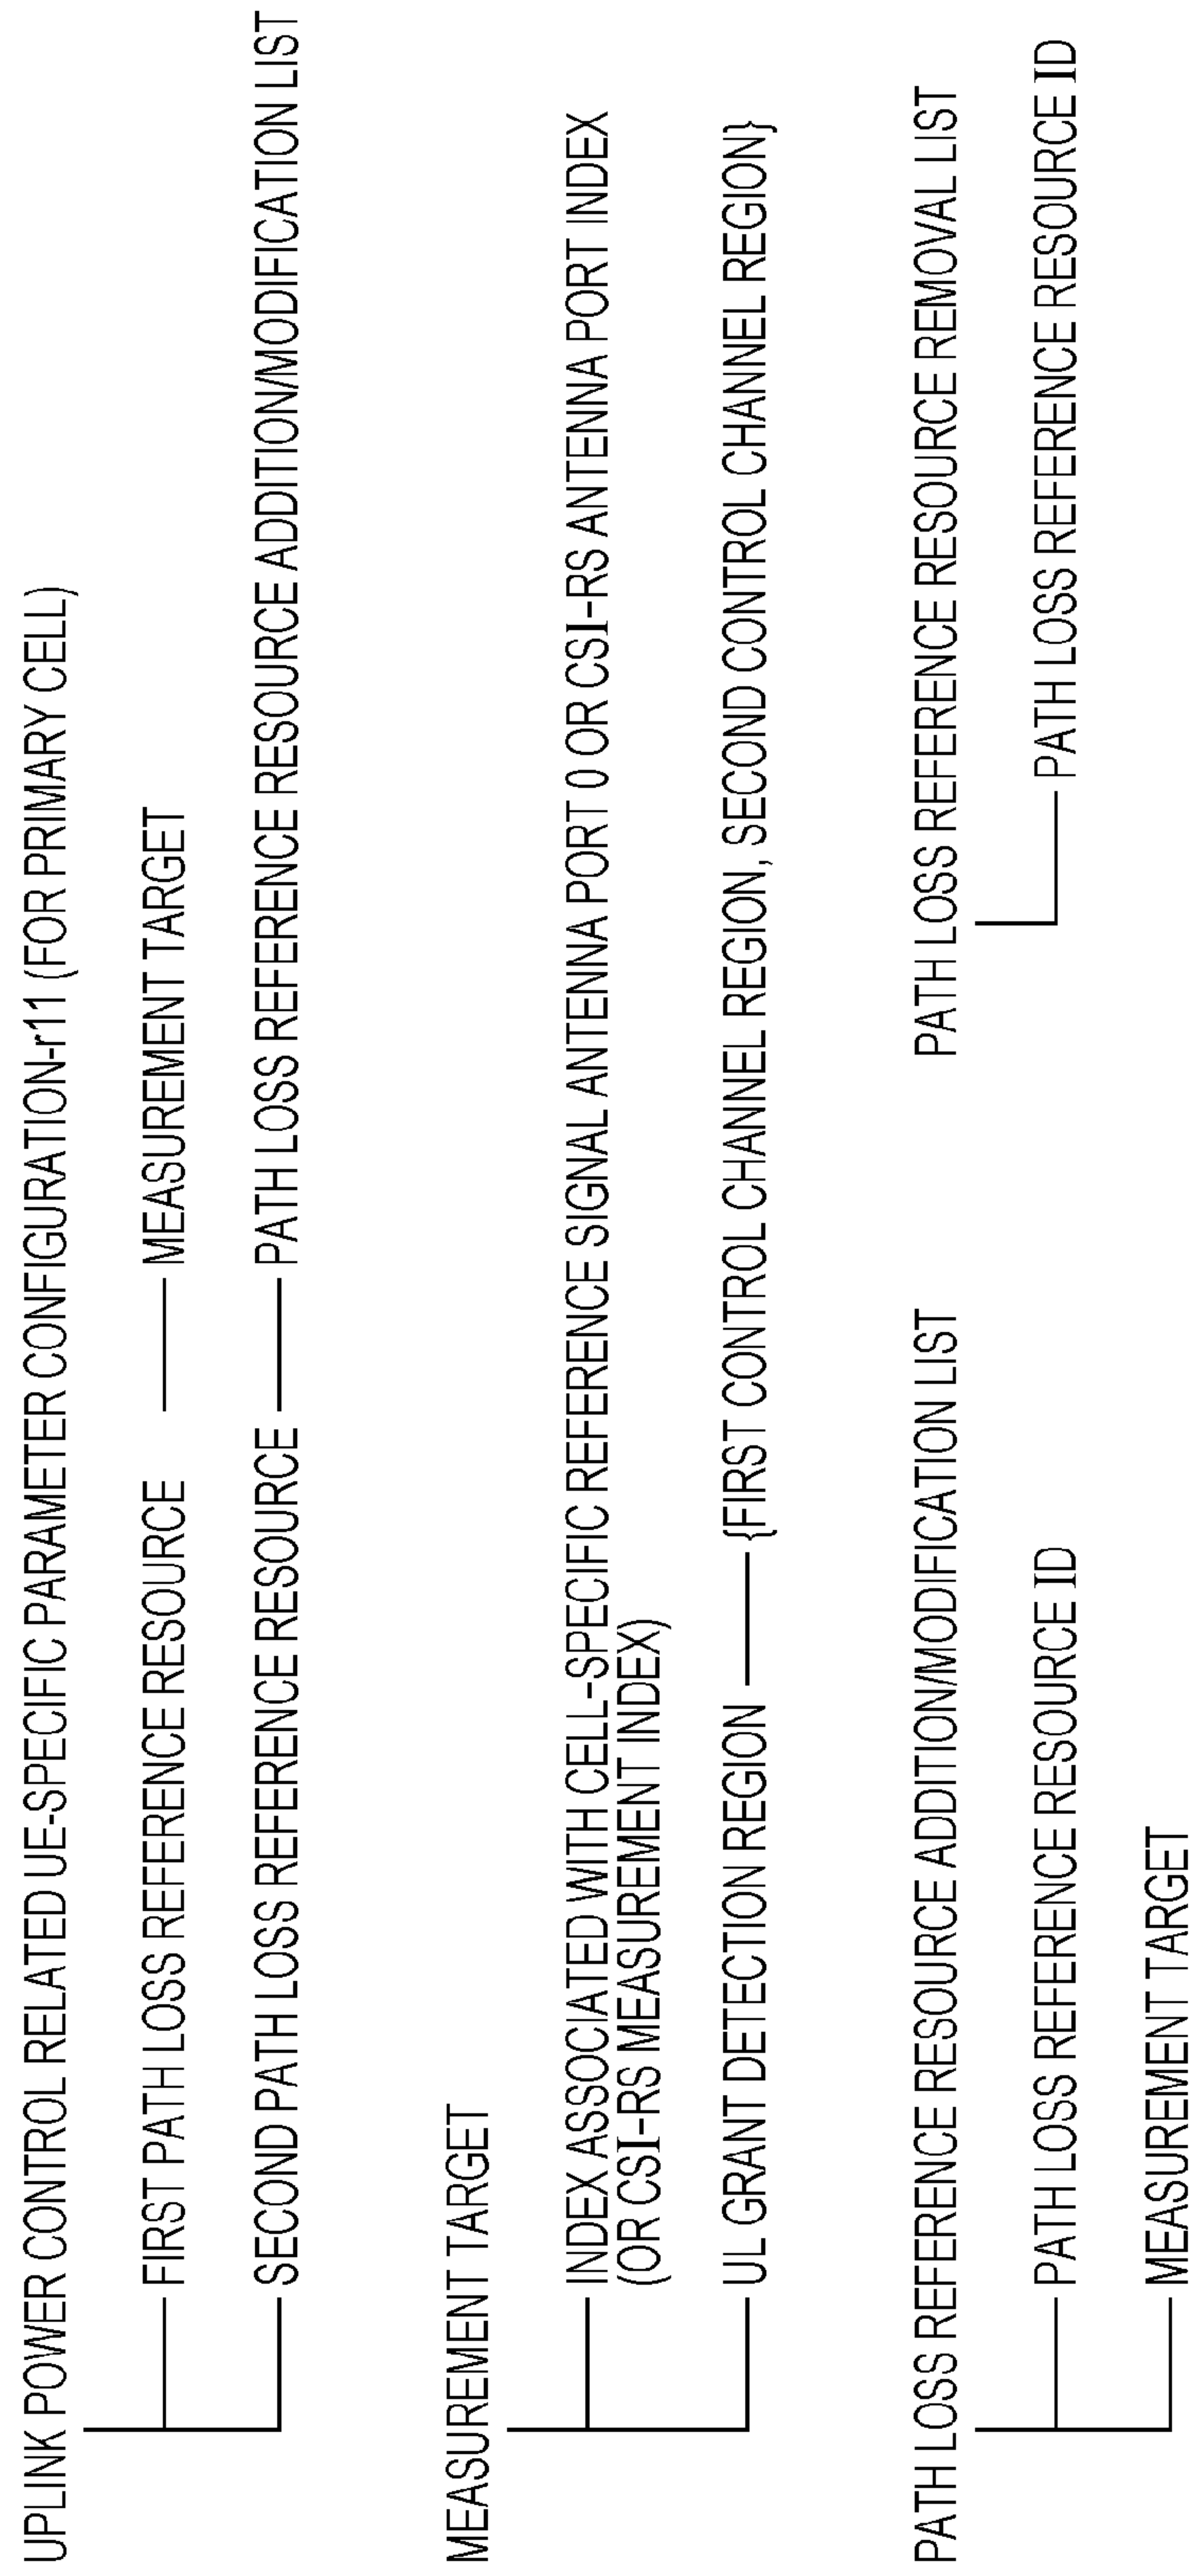 UPLINK POWER CONTROL RELATED UE-SPECIFIC PARAMETER CONFIGURATION-r11 (FOR PRIMARY CELL)
FIRST PATH LOSS REFERENCE RESOURCE MEASUREMENT TARGET
SECOND PATH LOSS REFERENCE RESOURCE PATH LOSS REFERENCE RESOURCE ADDITION/MODIFICATION LIST
MEASUREMENT TARGET
INDEX ASSOCIATED WITH CELL-SPECIFIC REFERENCE SIGNAL ANTENNA PORT 0 OR CSI-RS ANTENNA PORT INDEX
(OR CSI-RS MEASUREMENT INDEX)
UL GRANT DETECTION REGION {FIRST CONTROL CHANNEL REGION, SECOND CONTROL CHANNEL REGION}
PATH LOSS REFERENCE RESOURCE ADDITION/MODIFICATION LIST
PATH LOSS REFERENCE RESOURCE ID
MEASUREMENT TARGET
PATH LOSS REFERENCE RESOURCE REMOVAL LIST
PATH LOSS REFERENCE RESOURCE ID